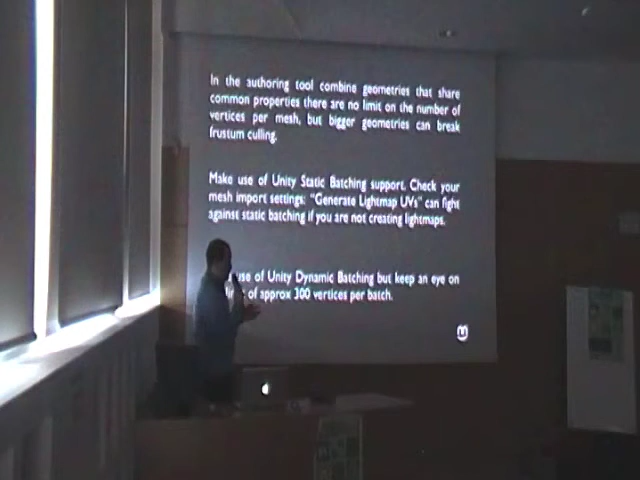 In the authoring tool combine geometries that share
common properties there are no limit on the number of
vertices per mesh, but bigger geometries can break
frustum culling.
Make use of Unity Static Batching support. Check your
mesh import settings: "Generate Lightmap UVs" can fight
against static batching if you are not creating lightmaps.
use of Unity Dynamic Batching but keep an eye on
of approx 300 vertices per batch.